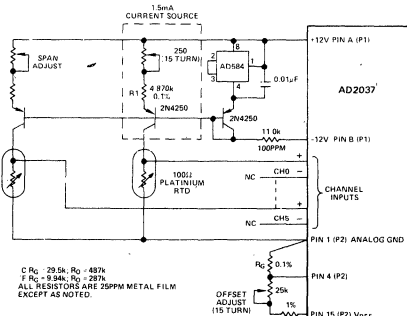 1.5mA
CURRENT SOURCE
+12V PIN A (P1)
SPAN
ADJUST
250
(15 TURN)
8
2
3
AD584
1
4
0.01µF
R1
4.870k
0.1%
AD2037
2N4250
2N4250
11.0k
100PPM
-12V PIN B (P1)
+
100Ω
PLATINIUM
RTD
NC
CH0 -
CHANNEL
INPUTS
+
NC
CH5 -
PIN 1 (P2) ANALOG GND
RG
0.1%
PIN 4 (P2)
°C RG = 29.5k; RO = 487k
°F RG = 9.94k; RO = 287k
ALL RESISTORS ARE 25PPM METAL FILM
EXCEPT AS NOTED.
25k
OFFSET
ADJUST
(15 TURN)
1%
PIN 15 (P2)